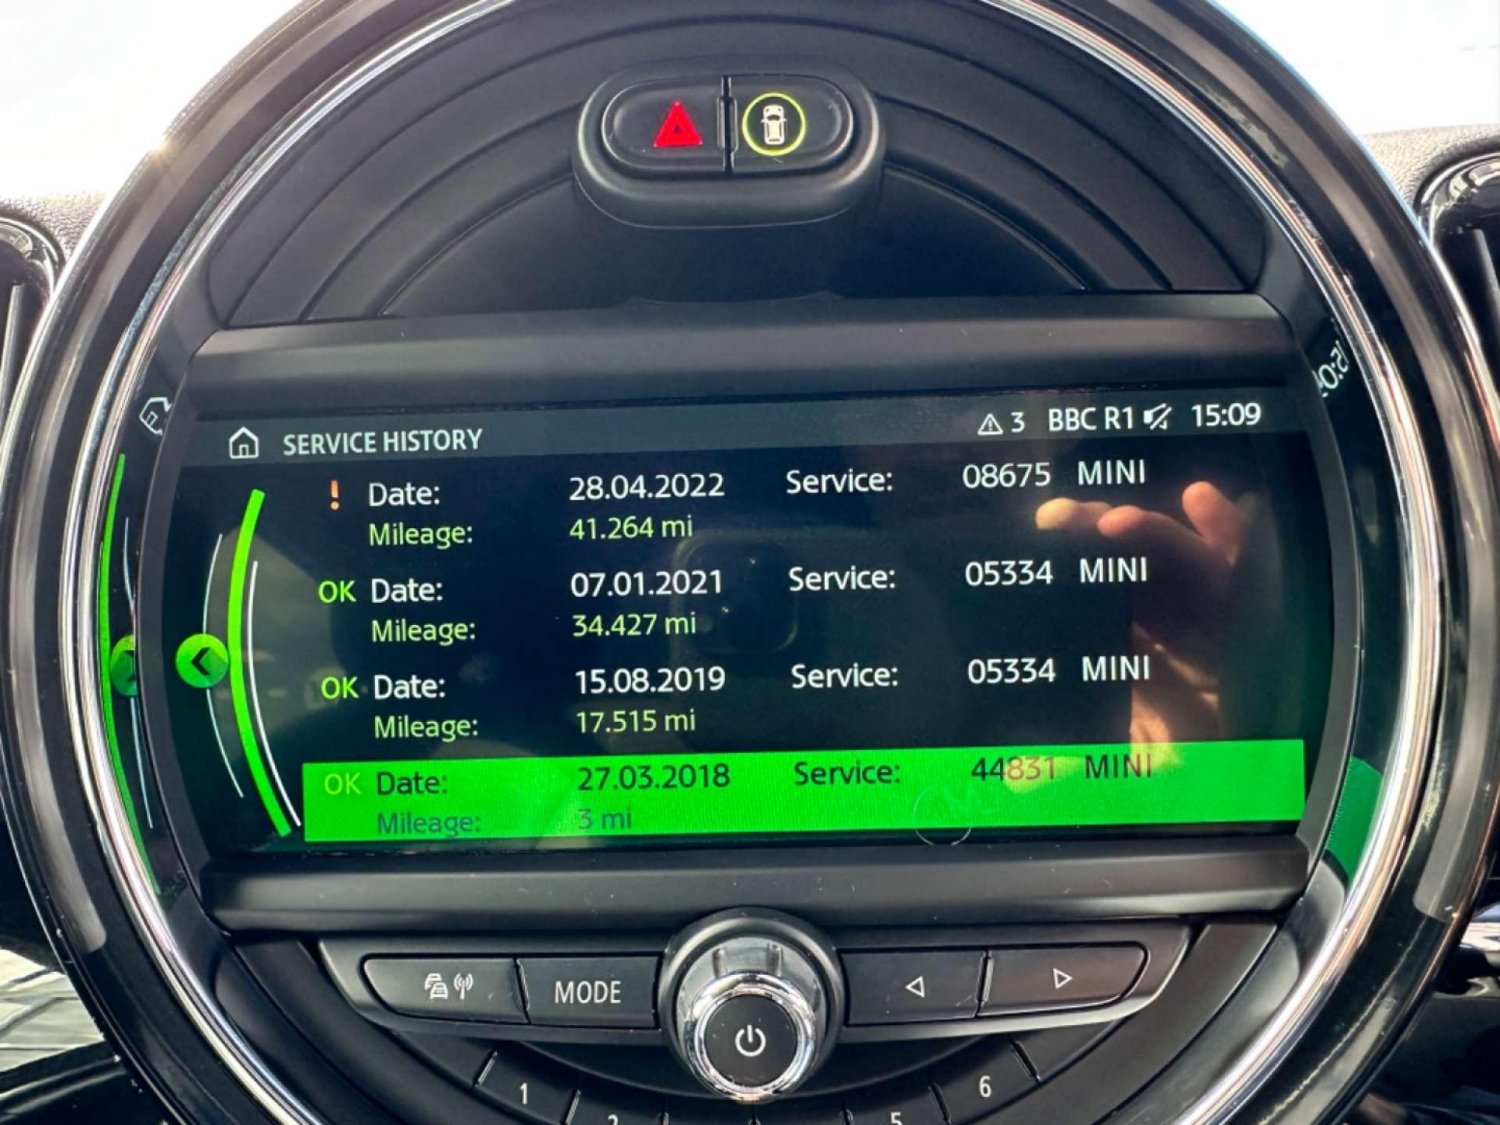 SERVICE HISTORY 3 BBC R1 15:09
! Date: 28.04.2022 Service: 08675 MINI
Mileage: 41.264 mi
OK Date: 07.01.2021 Service: 05334 MINI
Mileage: 34.427 mi
OK Date: 15.08.2019 Service: 05334 MINI
Mileage: 17.515 mi
OK Date: 27.03.2018 Service: 44831 MINI
Mileage: 3 mi
MODE
1
2
5
6